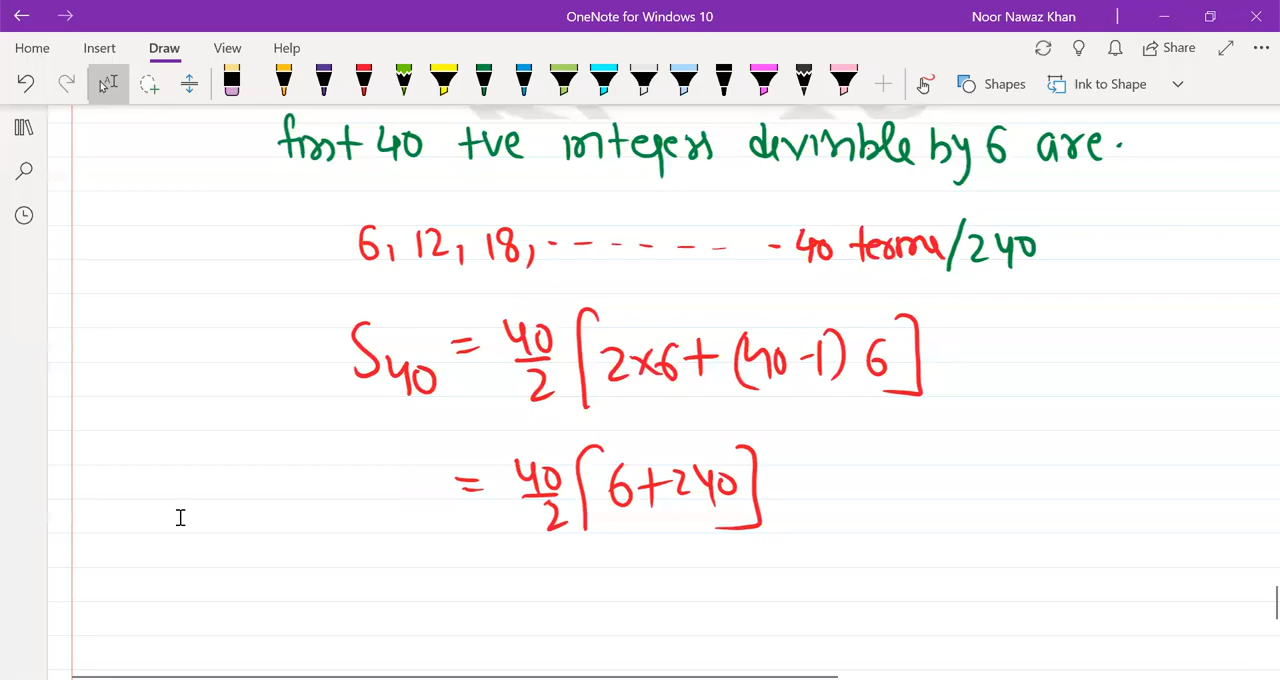 OneNote for Windows 10
Noor Nawaz Khan
Home Insert Draw View Help Share
Shapes Ink to Shape
first 40 +ve integers devisible by 6 are.
6, 12, 18, - - - - - - - - 40 terms/240
S40 = 40/2 [2×6+(40-1) 6]
= 40/2 [6+240]